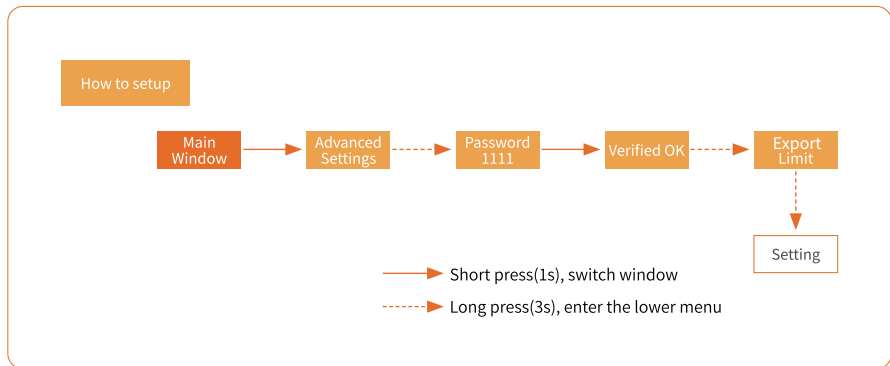 How to setup
Main
Window
Advanced
Settings
Password
1111
Verified OK
Export
Limit
Setting
Short press(1s), switch window
Long press(3s), enter the lower menu